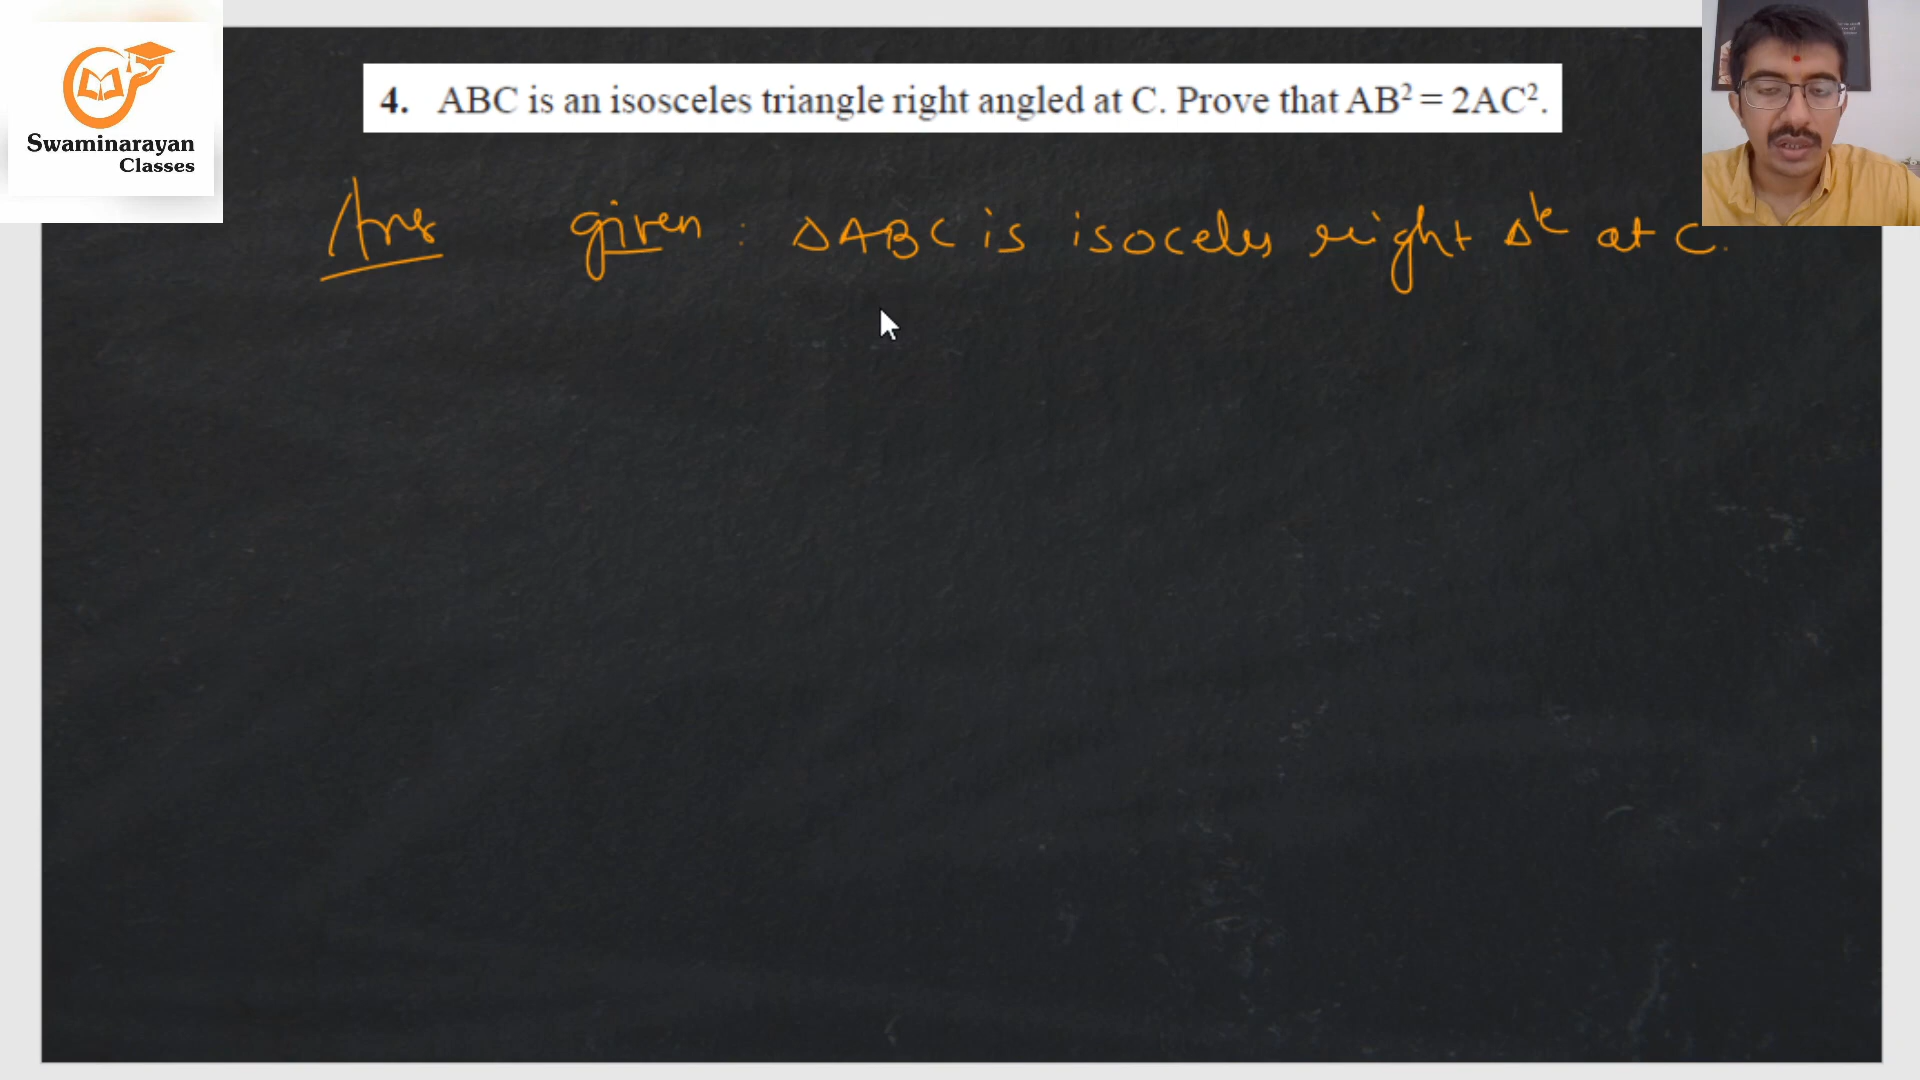 Swaminarayan
Classes
4. ABC is an isosceles triangle right angled at C. Prove that AB² = 2AC².
Ans given : ΔABC is isoceles right Δle at C.